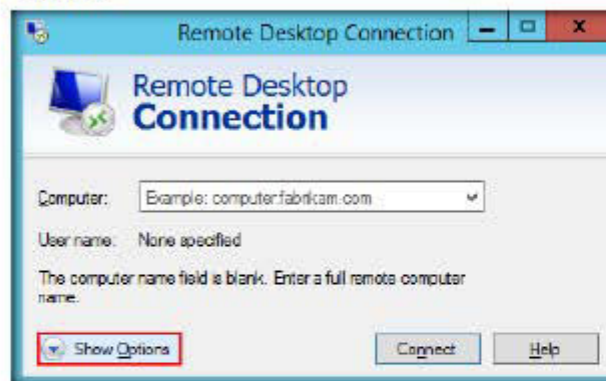 Remote Desktop Connection
Remote Desktop
Connection
Computer:
Example: computer.fabrikam.com
User name:
None specified
The computer name field is blank. Enter a full remote computer
name.
Show Options
Connect
Help